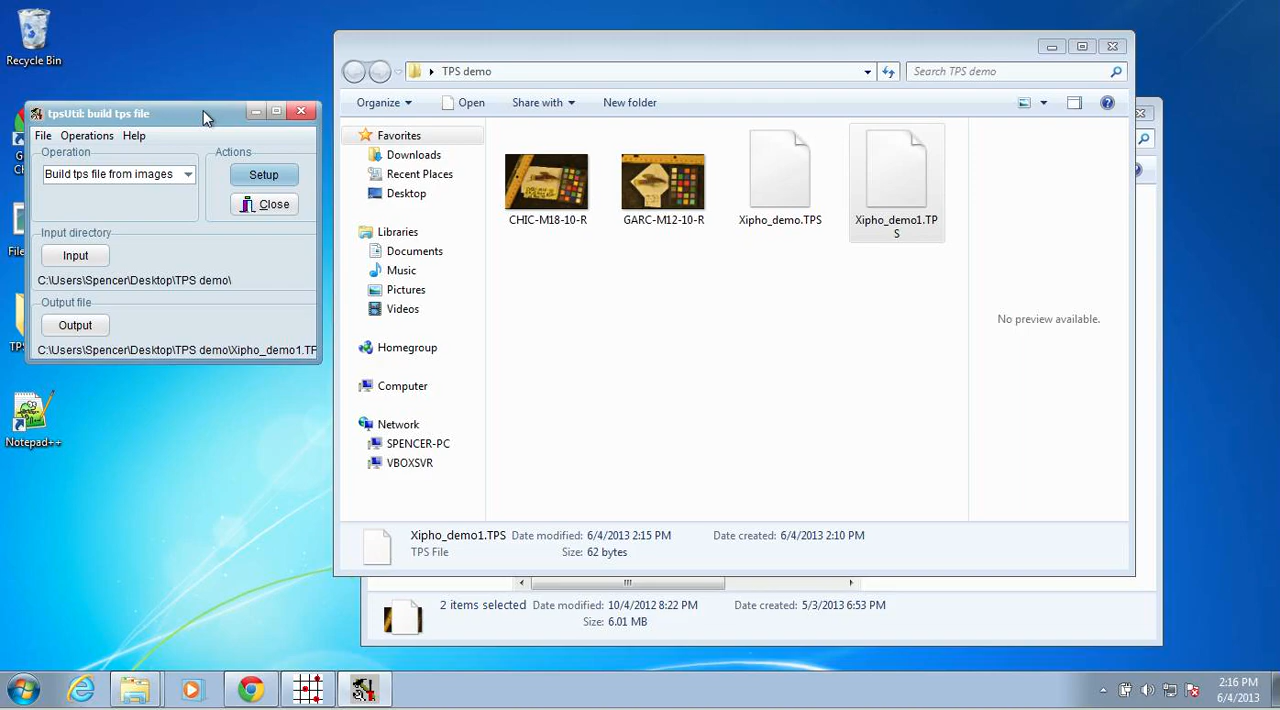 Recycle Bin
tpsUtil: build tps file
File Operations Help
Operation
Build tps file from images
Actions
Setup
Close
Input directory
Input
C:\Users\Spencer\Desktop\TPS demo\
Output file
Output
C:\Users\Spencer\Desktop\TPS demo\Xipho_demo1.TP
Notepad++
TPS demo
Search TPS demo
Organize Open Share with New folder
Favorites
Downloads
Recent Places
Desktop
Libraries
Documents
Music
Pictures
Videos
Homegroup
Computer
Network
SPENCER-PC
VBOXSVR
CHIC-M18-10-R
GARC-M12-10-R
Xipho_demo.TPS
Xipho_demo1.TP
S
No preview available.
Xipho_demo1.TPS Date modified: 6/4/2013 2:15 PM Date created: 6/4/2013 2:10 PM
TPS File Size: 62 bytes
2 items selected Date modified: 10/4/2012 8:22 PM Date created: 5/3/2013 6:53 PM
Size: 6.01 MB
2:16 PM
6/4/2013